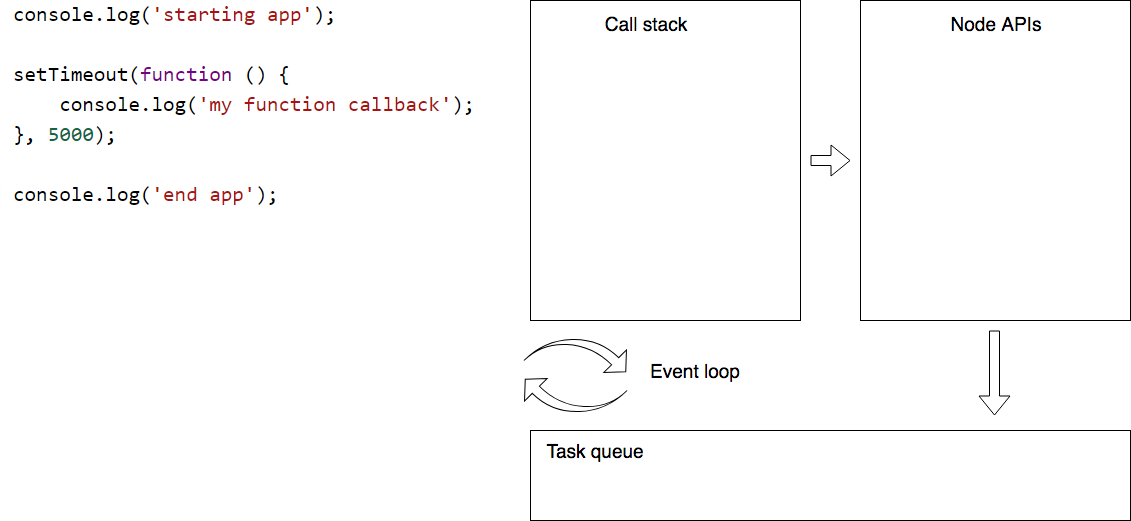 console.log('starting app');
setTimeout(function () {
    console.log('my function callback');
}, 5000);
console.log('end app');
Call stack
Node APIs
Event loop
Task queue